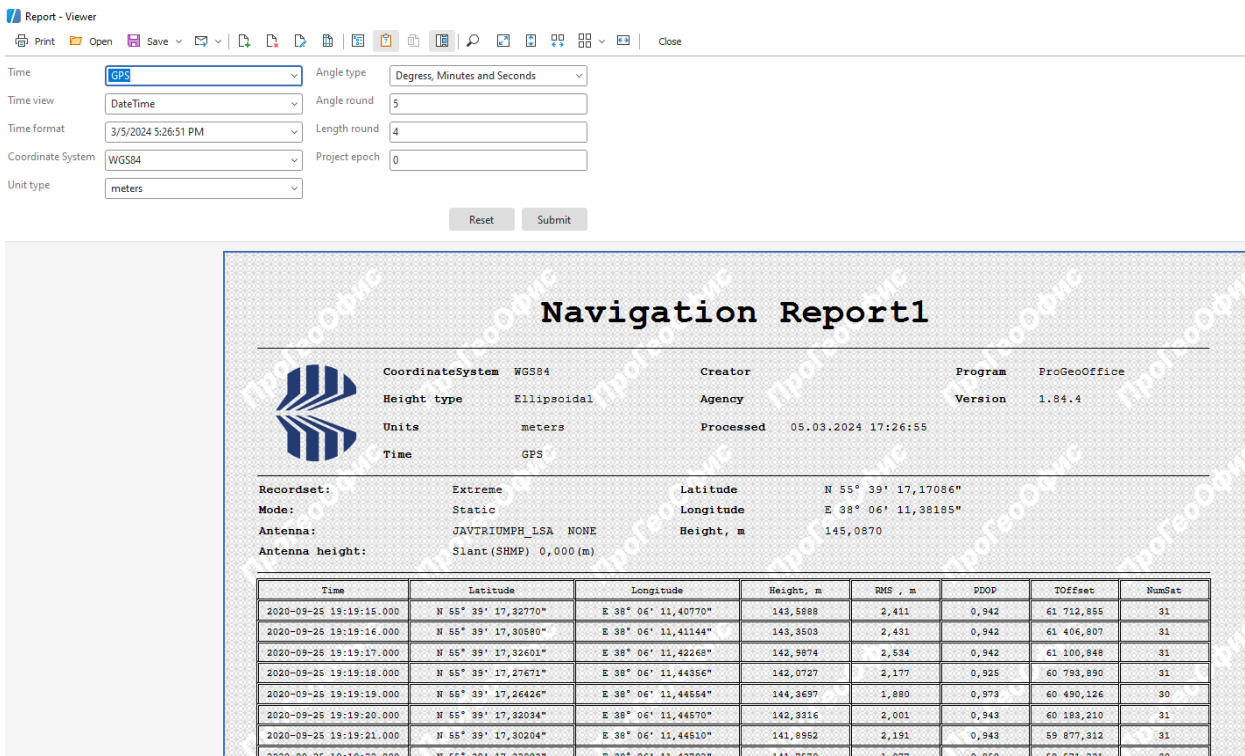 Report - Viewer
Print Open Save Close
Time GPS Angle type Degress, Minutes and Seconds
Time view DateTime Angle round 5
Time format 3/5/2024 5:26:51 PM Length round 4
Coordinate System WGS84 Project epoch 0
Unit type meters
Reset Submit
Navigation Report1
CoordinateSystem WGS84 Creator Program ProGeoOffice
Height type Ellipsoidal Agency Version 1.84.4
Units meters Processed 05.03.2024 17:26:55
Time GPS
Recordset: Extreme Latitude N 55° 39' 17,17086"
Mode: Static Longitude E 38° 06' 11,38185"
Antenna: JAVTRIUMPH_LSA NONE Height, m 145,0870
Antenna height: Slant(SHMP) 0,000(m)
Time Latitude Longitude Height, m RMS , m PDOP TOffset NumSat
2020-09-25 19:19:15.000 N 55° 39' 17,32770" E 38° 06' 11,40770" 143,5888 2,411 0,942 61 712,855 31
2020-09-25 19:19:16.000 N 55° 39' 17,30580" E 38° 06' 11,41144" 143,3503 2,431 0,942 61 406,807 31
2020-09-25 19:19:17.000 N 55° 39' 17,32601" E 38° 06' 11,42268" 142,9874 2,534 0,942 61 100,848 31
2020-09-25 19:19:18.000 N 55° 39' 17,27671" E 38° 06' 11,44356" 142,0727 2,177 0,925 60 793,890 31
2020-09-25 19:19:19.000 N 55° 39' 17,26426" E 38° 06' 11,44554" 144,3697 1,880 0,973 60 490,126 30
2020-09-25 19:19:20.000 N 55° 39' 17,32034" E 38° 06' 11,44570" 142,3316 2,001 0,943 60 183,210 31
2020-09-25 19:19:21.000 N 55° 39' 17,30204" E 38° 06' 11,44510" 141,8952 2,191 0,943 59 877,312 31
ПроГеоОфис